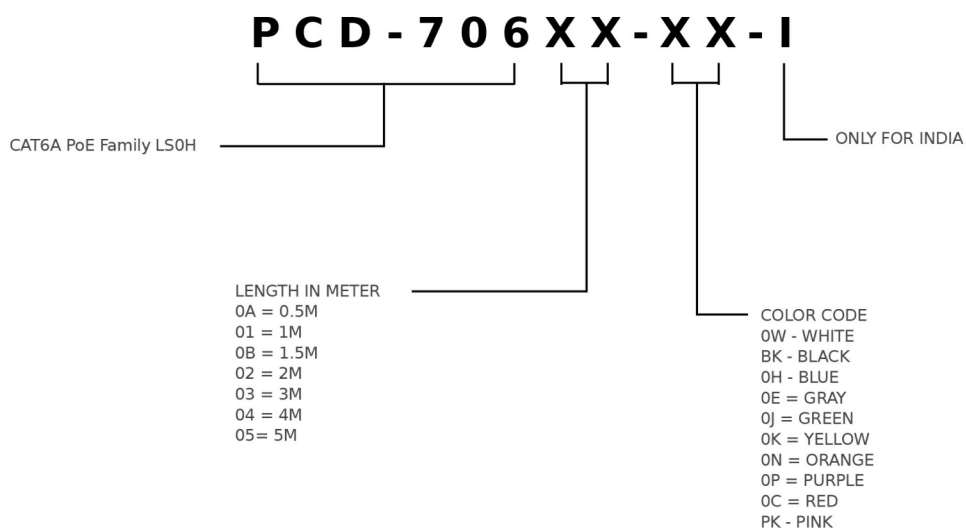 PCD-706XX-XX-I
CAT6A PoE Family LS0H
ONLY FOR INDIA
LENGTH IN METER
0A = 0.5M
01 = 1M
0B = 1.5M
02 = 2M
03 = 3M
04 = 4M
05= 5M
COLOR CODE
0W - WHITE
BK - BLACK
0H - BLUE
0E = GRAY
0J = GREEN
0K = YELLOW
0N = ORANGE
0P = PURPLE
0C = RED
PK - PINK